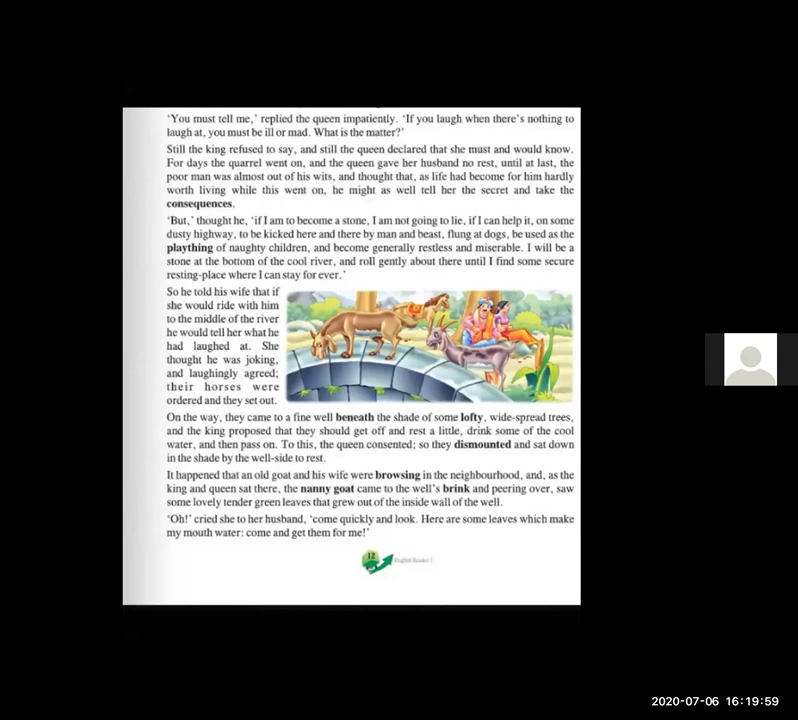 ‘You must tell me,’ replied the queen impatiently. ‘If you laugh when there’s nothing to
laugh at, you must be ill or mad. What is the matter?’
Still the king refused to say, and still the queen declared that she must and would know.
For days the quarrel went on, and the queen gave her husband no rest, until at last, the
poor man was almost out of his wits, and thought that, as life had become for him hardly
worth living while this went on, he might as well tell her the secret and take the
consequences.
‘But,’ thought he, ‘if I am to become a stone, I am not going to lie, if I can help it, on some
dusty highway, to be kicked here and there by man and beast, flung at dogs, be used as the
plaything of naughty children, and become generally restless and miserable. I will be a
stone at the bottom of the cool river, and roll gently about there until I find some secure
resting-place where I can stay for ever.’
So he told his wife that if
she would ride with him
to the middle of the river
he would tell her what he
had laughed at. She
thought he was joking,
and laughingly agreed;
their horses were
ordered and they set out.
On the way, they came to a fine well beneath the shade of some lofty, wide-spread trees,
and the king proposed that they should get off and rest a little, drink some of the cool
water, and then pass on. To this, the queen consented; so they dismounted and sat down
in the shade by the well-side to rest.
It happened that an old goat and his wife were browsing in the neighbourhood, and, as the
king and queen sat there, the nanny goat came to the well’s brink and peering over, saw
some lovely tender green leaves that grew out of the inside wall of the well.
‘Oh!’ cried she to her husband, ‘come quickly and look. Here are some leaves which make
my mouth water: come and get them for me!’
12
English Reader
2020-07-06 16:19:59